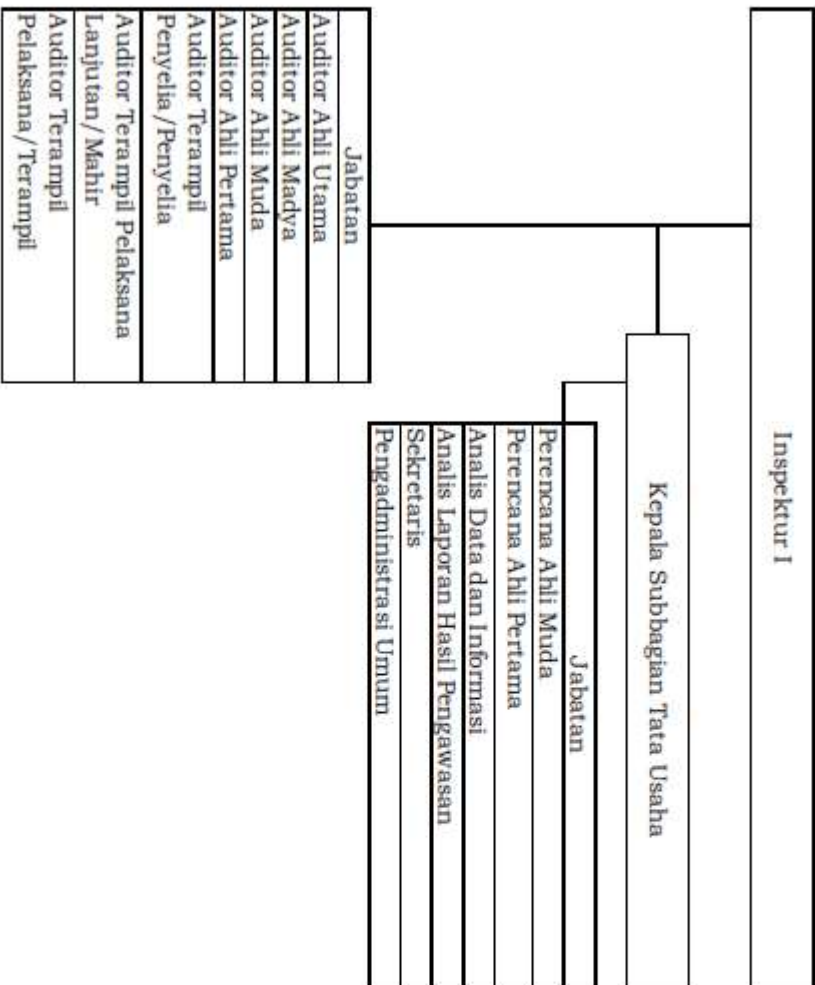 Inspektur I
Kepala Subbagian Tata Usaha
Jabatan
Perencana Ahli Muda
Perencana Ahli Pertama
Analis Data dan Informasi
Analis Laporan Hasil Pengawasan
Sekretaris
Pengadministrasi Umum
Jabatan
Auditor Ahli Utama
Auditor Ahli Madya
Auditor Ahli Muda
Auditor Ahli Pertama
Auditor Terampil
Penyelia/Penyelia
Auditor Terampil Pelaksana
Lanjutan/Mahir
Auditor Terampil
Pelaksana/Terampil